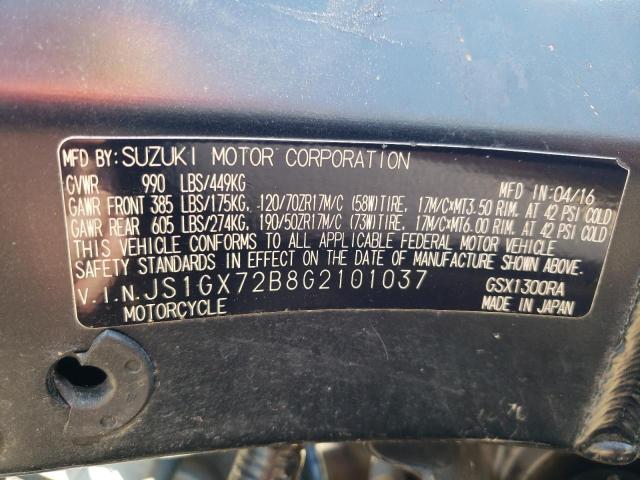 MFD BY: SUZUKI MOTOR CORPORATION
GVWR 990 LBS/449KG MFD IN: 04/16
GAWR FRONT 385 LBS/175KG, 120/70ZR17M/C (58W)TIRE, 17M/C×MT3.50 RIM, AT 42 PSI COLD
GAWR REAR 605 LBS/274KG, 190/50ZR17M/C (73W)TIRE, 17M/C×MT6.00 RIM, AT 42 PSI COLD
THIS VEHICLE CONFORMS TO ALL APPLICABLE FEDERAL MOTOR VEHICLE
SAFETY STANDARDS IN EFFECT ON THE DATE OF MANUFACTURE SHOWN ABOVE.
V.I.N. JS1GX72B8G2101037 GSX1300RA
MOTORCYCLE MADE IN JAPAN